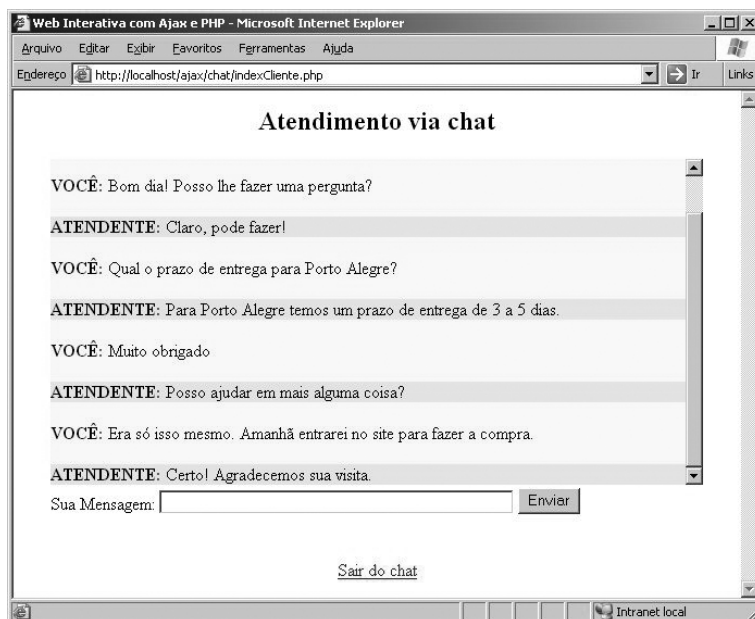 Web Interativa com Ajax e PHP - Microsoft Internet Explorer
Arquivo Editar Exibir Favoritos Ferramentas Ajuda
Endereço http://localhost/ajax/chat/indexCliente.php Ir Links
Atendimento via chat
VOCÊ: Bom dia! Posso lhe fazer uma pergunta?
ATENDENTE: Claro, pode fazer!
VOCÊ: Qual o prazo de entrega para Porto Alegre?
ATENDENTE: Para Porto Alegre temos um prazo de entrega de 3 a 5 dias.
VOCÊ: Muito obrigado
ATENDENTE: Posso ajudar em mais alguma coisa?
VOCÊ: Era só isso mesmo. Amanhã entrarei no site para fazer a compra.
ATENDENTE: Certo! Agradecemos sua visita.
Sua Mensagem: Enviar
Sair do chat
Intranet local